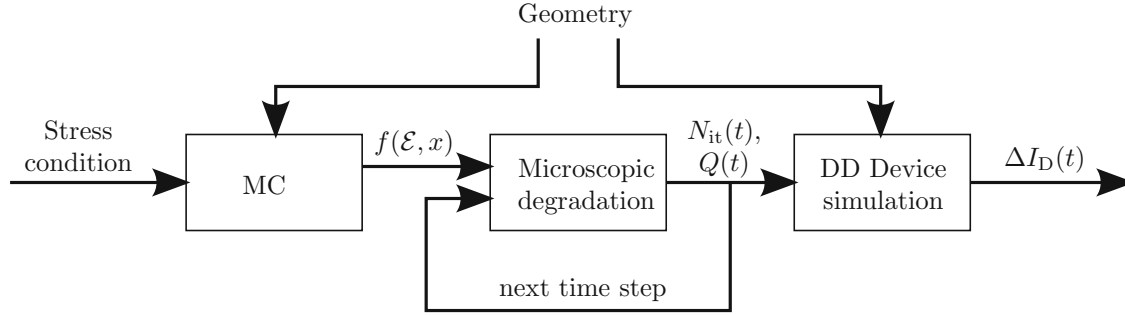 Geometry
Stress
condition
MC
f(ℰ, x)
Microscopic
degradation
N_it(t),
Q(t)
DD Device
simulation
ΔI_D(t)
next time step